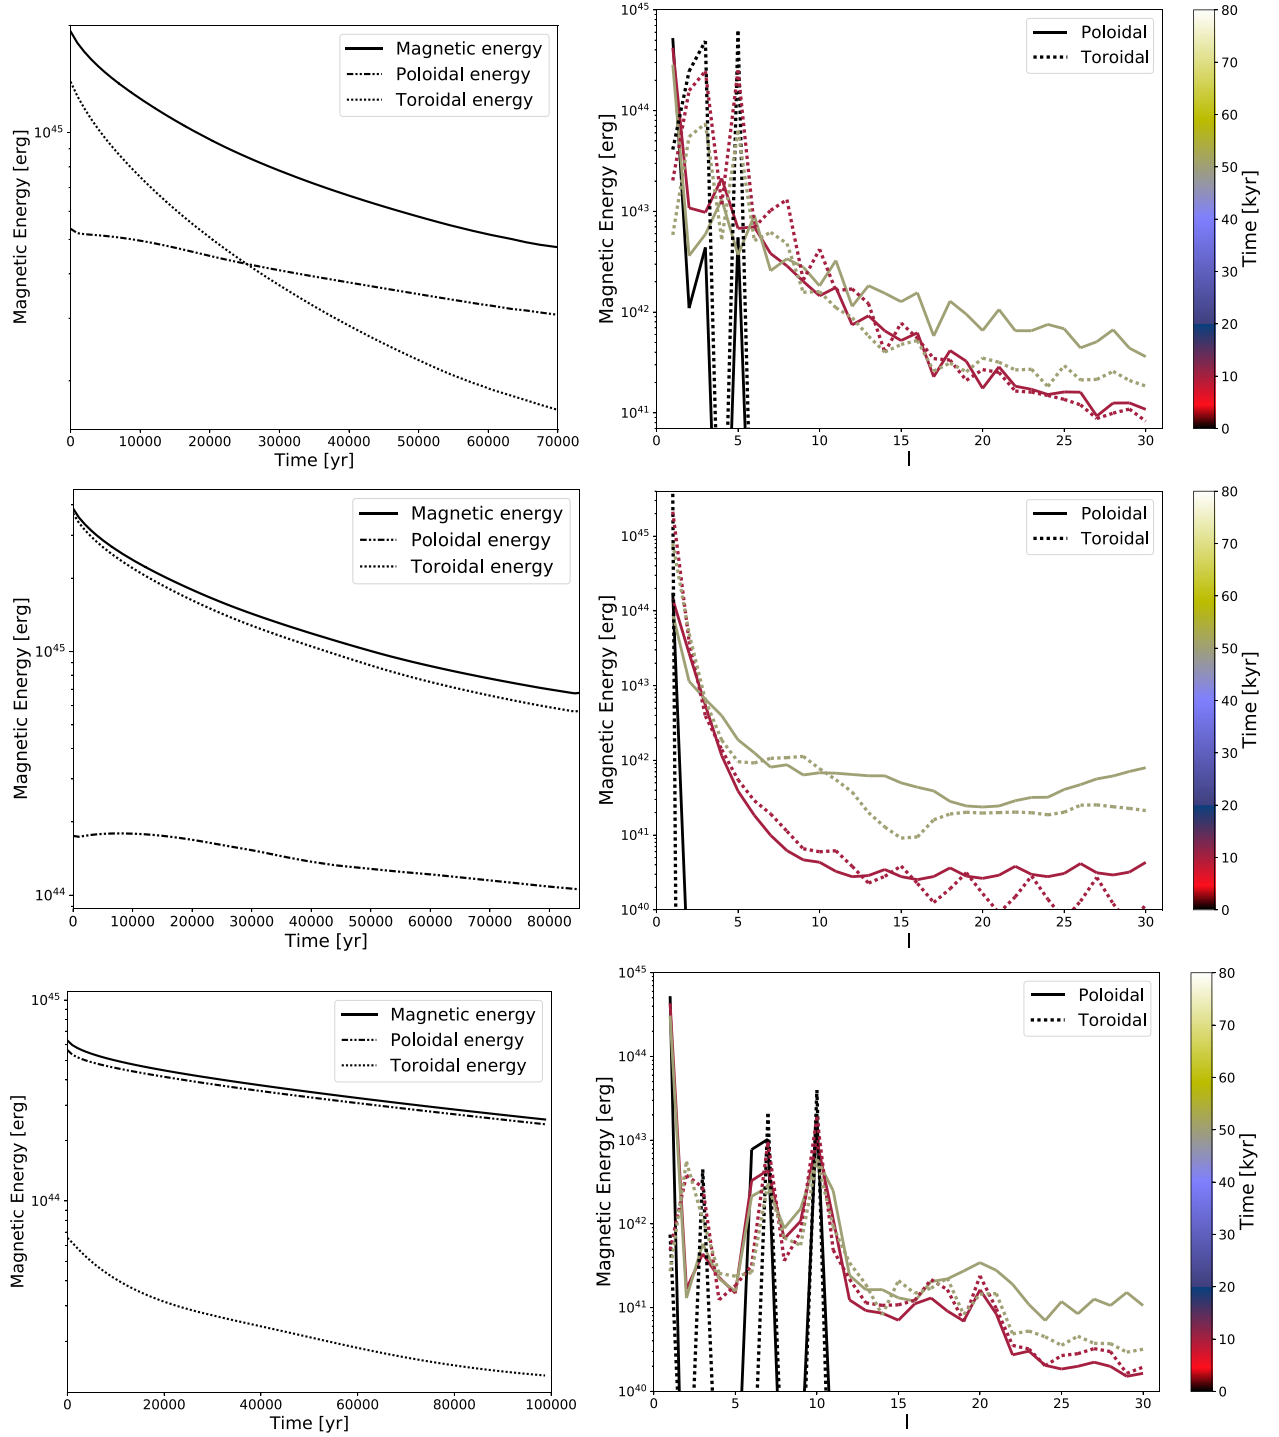 Magnetic energy
Poloidal energy
Toroidal energy
Magnetic Energy [erg]
10^45
0 10000 20000 30000 40000 50000 60000 70000
Time [yr]
Poloidal
Toroidal
Magnetic Energy [erg]
10^45
10^44
10^43
10^42
10^41
0 5 10 15 20 25 30
l
80
70
60
50
40
30
20
10
0
Time [kyr]
Magnetic energy
Poloidal energy
Toroidal energy
Magnetic Energy [erg]
10^45
10^44
0 10000 20000 30000 40000 50000 60000 70000 80000
Time [yr]
Poloidal
Toroidal
Magnetic Energy [erg]
10^45
10^44
10^43
10^42
10^41
10^40
0 5 10 15 20 25 30
l
80
70
60
50
40
30
20
10
0
Time [kyr]
Magnetic energy
Poloidal energy
Toroidal energy
Magnetic Energy [erg]
10^45
10^44
0 20000 40000 60000 80000 100000
Time [yr]
Poloidal
Toroidal
Magnetic Energy [erg]
10^45
10^44
10^43
10^42
10^41
10^40
0 5 10 15 20 25 30
l
80
70
60
50
40
30
20
10
0
Time [kyr]